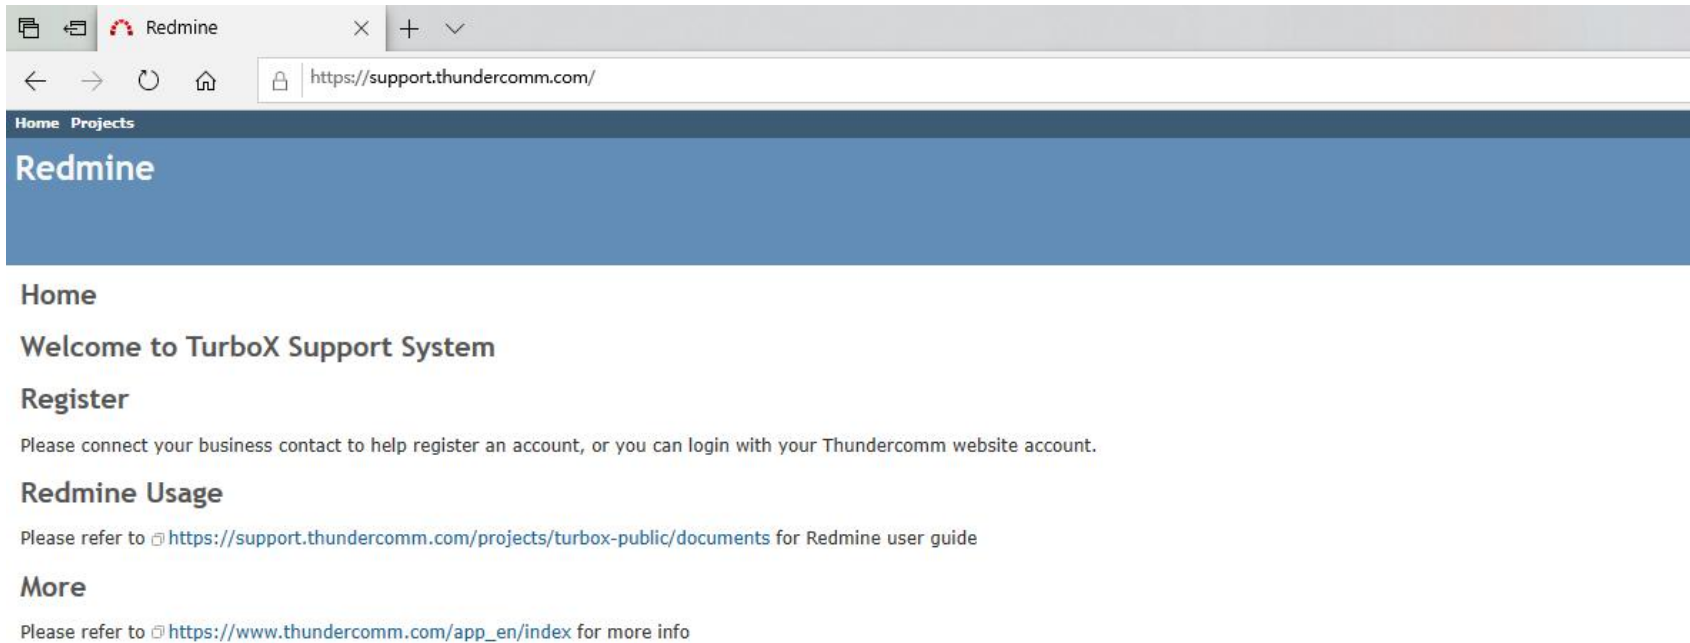 Redmine
https://support.thundercomm.com/
Home Projects
Redmine
Home
Welcome to TurboX Support System
Register
Please connect your business contact to help register an account, or you can login with your Thundercomm website account.
Redmine Usage
Please refer to https://support.thundercomm.com/projects/turbox-public/documents for Redmine user guide
More
Please refer to https://www.thundercomm.com/app_en/index for more info